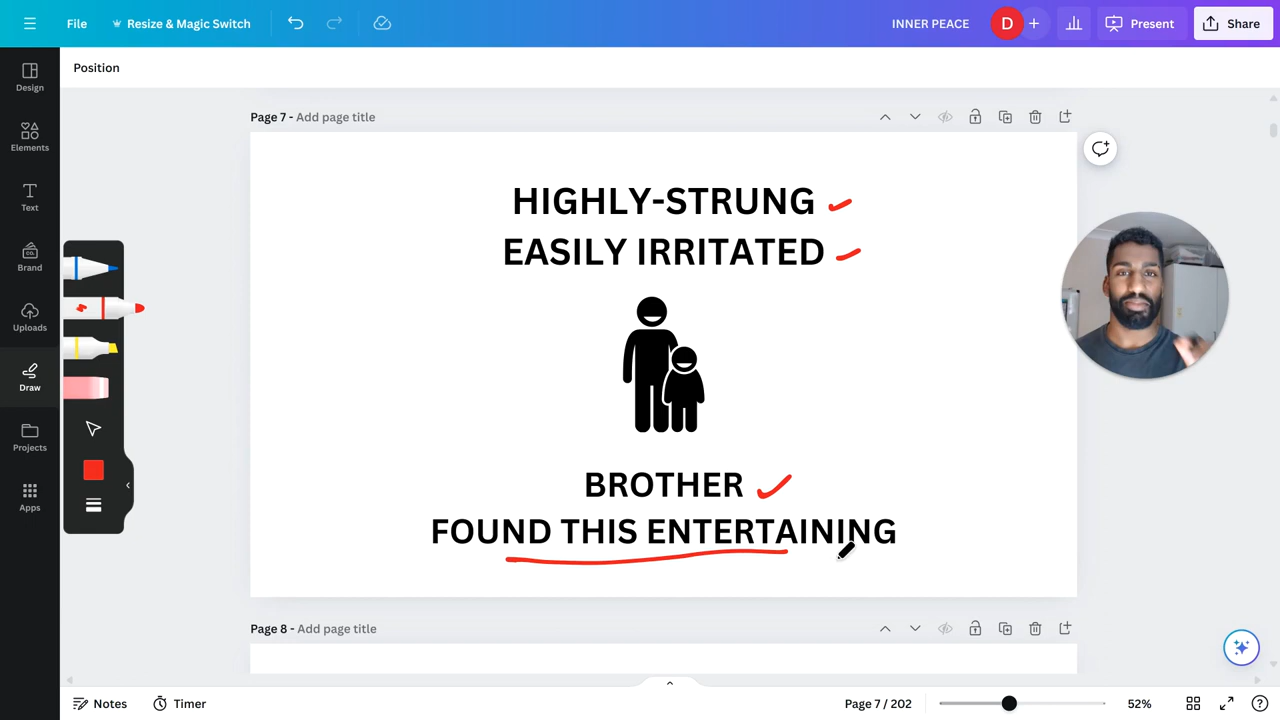 File
Resize & Magic Switch
INNER PEACE
D
Present
Share
Position
Design
Elements
Text
Brand
Uploads
Draw
Projects
Apps
Page 7 - Add page title
HIGHLY-STRUNG
EASILY IRRITATED
BROTHER
FOUND THIS ENTERTAINING
Page 8 - Add page title
Notes
Timer
Page 7 / 202
52%